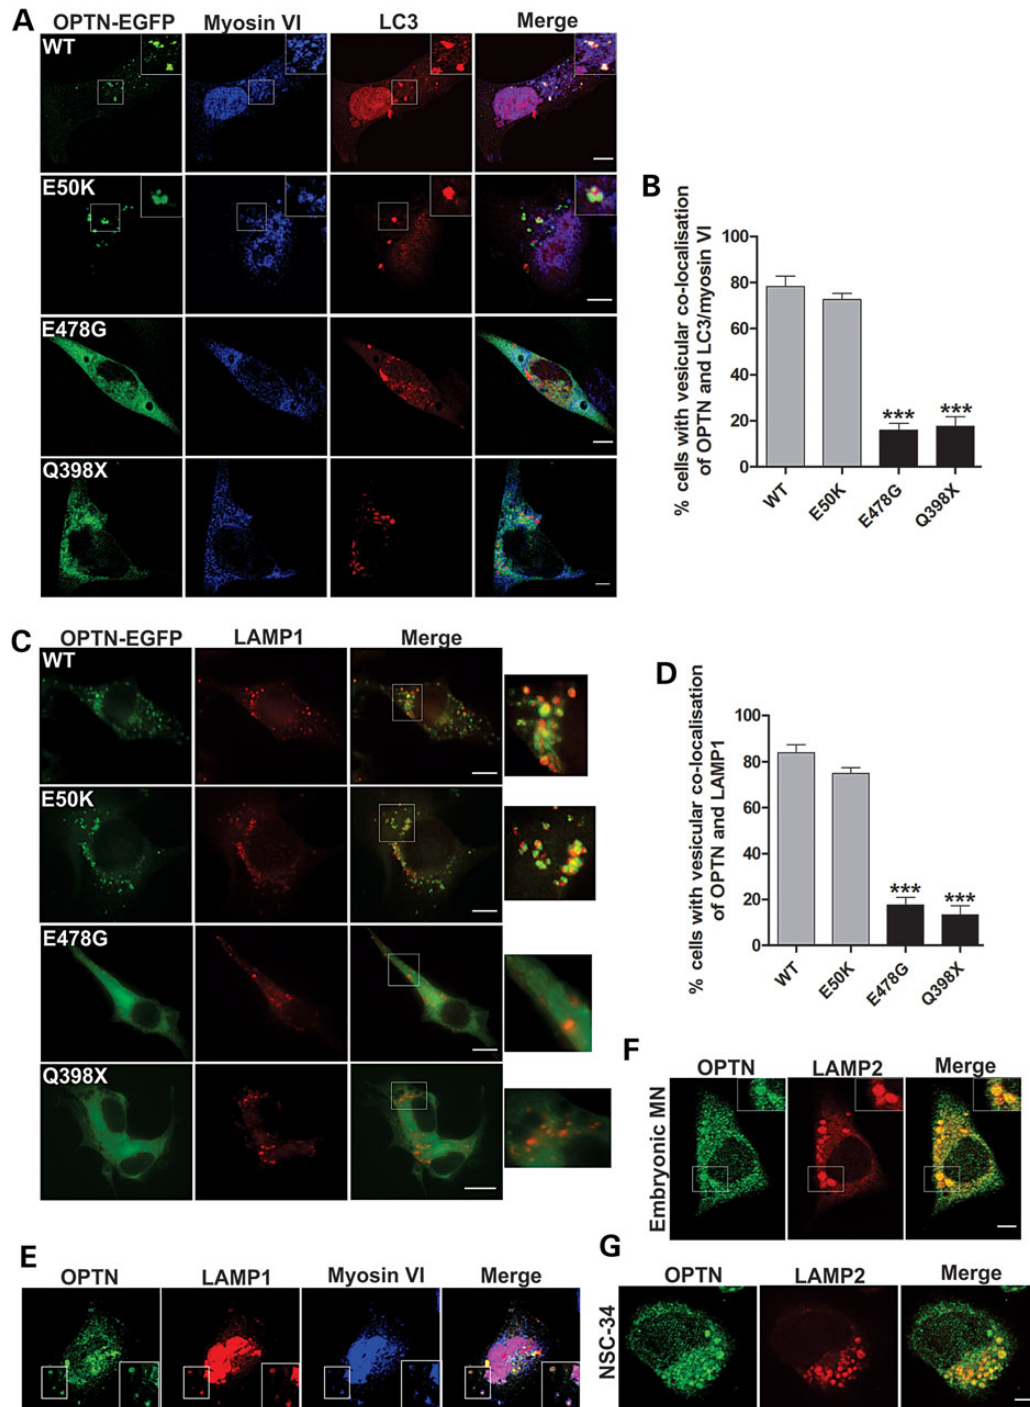 A
OPTN-EGFP Myosin VI LC3 Merge
WT
E50K
E478G
Q398X
B
% cells with vesicular co-localisation
of OPTN and LC3/myosin VI
100
80
60
40
20
0
*** ***
WT E50K E478G Q398X
C
OPTN-EGFP LAMP1 Merge
WT
E50K
E478G
Q398X
D
% cells with vesicular co-localisation
of OPTN and LAMP1
100
80
60
40
20
0
*** ***
WT E50K E478G Q398X
E
OPTN LAMP1 Myosin VI Merge
F
OPTN LAMP2 Merge
Embryonic MN
G
OPTN LAMP2 Merge
NSC-34